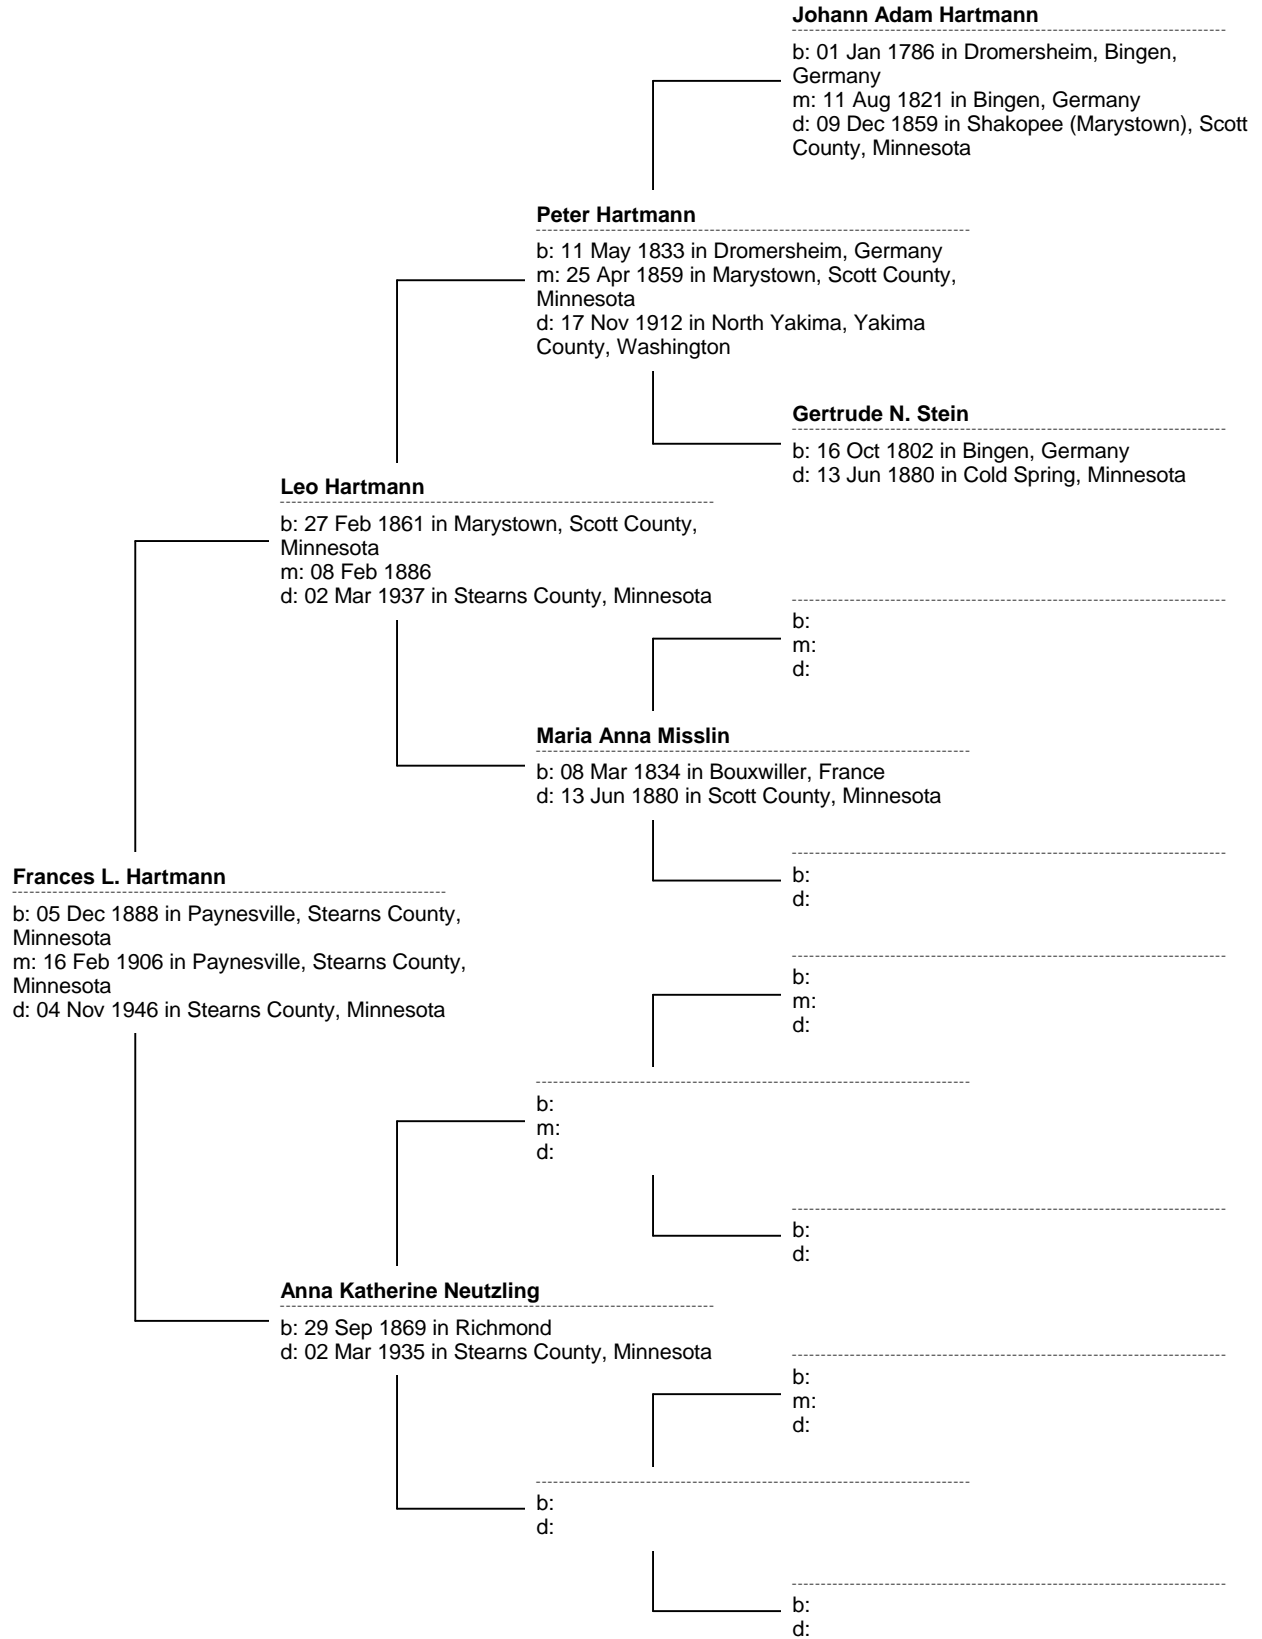 Johann Adam Hartmann
b: 01 Jan 1786 in Dromersheim, Bingen,
Germany
m: 11 Aug 1821 in Bingen, Germany
d: 09 Dec 1859 in Shakopee (Marystown), Scott
County, Minnesota
Peter Hartmann
b: 11 May 1833 in Dromersheim, Germany
m: 25 Apr 1859 in Marystown, Scott County,
Minnesota
d: 17 Nov 1912 in North Yakima, Yakima
County, Washington
Gertrude N. Stein
b: 16 Oct 1802 in Bingen, Germany
d: 13 Jun 1880 in Cold Spring, Minnesota
Leo Hartmann
b: 27 Feb 1861 in Marystown, Scott County,
Minnesota
m: 08 Feb 1886
d: 02 Mar 1937 in Stearns County, Minnesota
b:
m:
d:
Maria Anna Misslin
b: 08 Mar 1834 in Bouxwiller, France
d: 13 Jun 1880 in Scott County, Minnesota
b:
d:
Frances L. Hartmann
b: 05 Dec 1888 in Paynesville, Stearns County,
Minnesota
m: 16 Feb 1906 in Paynesville, Stearns County,
Minnesota
d: 04 Nov 1946 in Stearns County, Minnesota
b:
m:
d:
b:
m:
d:
b:
d:
Anna Katherine Neutzling
b: 29 Sep 1869 in Richmond
d: 02 Mar 1935 in Stearns County, Minnesota
b:
m:
d:
b:
d:
b:
d: